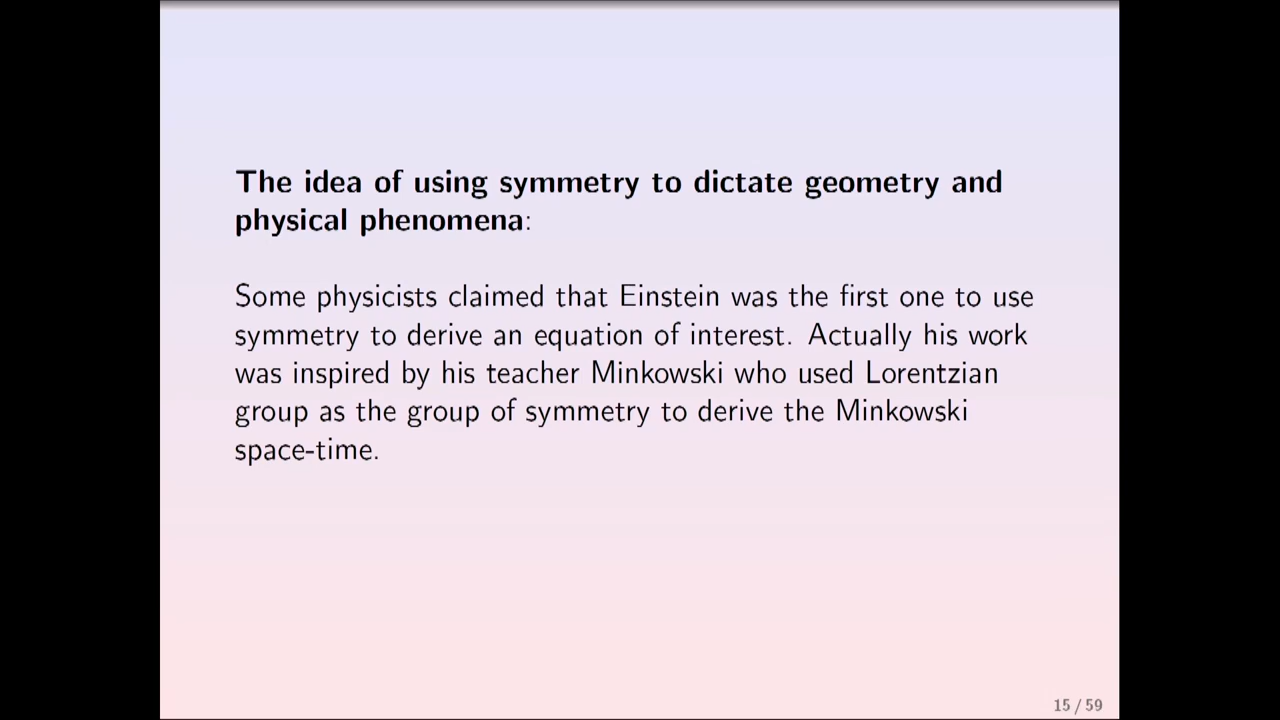 The idea of using symmetry to dictate geometry and
physical phenomena:
Some physicists claimed that Einstein was the first one to use
symmetry to derive an equation of interest. Actually his work
was inspired by his teacher Minkowski who used Lorentzian
group as the group of symmetry to derive the Minkowski
space-time.
15 / 59